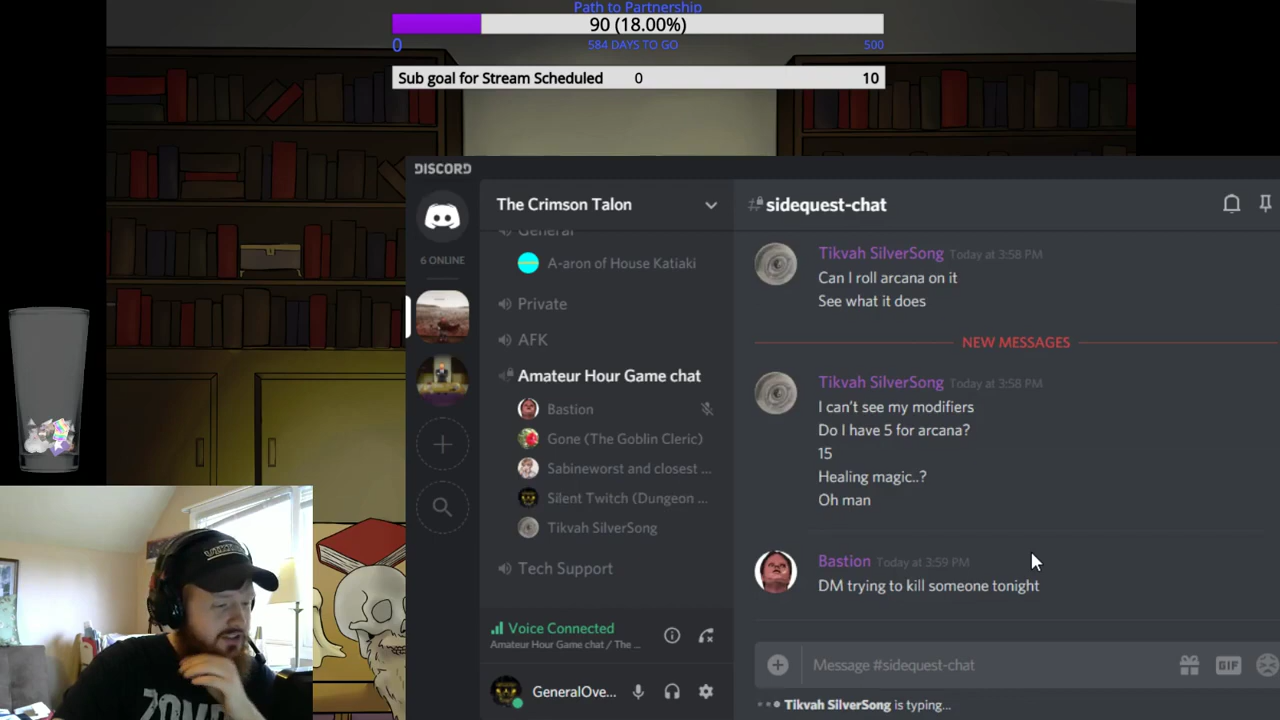 Path to Partnership
90 (18.00%)
0
584 DAYS TO GO
500
Sub goal for Stream Scheduled
0
10
DISCORD
6 ONLINE
The Crimson Talon
General
A-aron of House Katiaki
Private
AFK
Amateur Hour Game chat
Bastion
Gone (The Goblin Cleric)
Sabineworst and closest ...
Silent Twitch (Dungeon ...
Tikvah SilverSong
Tech Support
Voice Connected
Amateur Hour Game chat / The ...
GeneralOve...
sidequest-chat
Tikvah SilverSong Today at 3:58 PM
Can I roll arcana on it
See what it does
NEW MESSAGES
Tikvah SilverSong Today at 3:58 PM
I can't see my modifiers
Do I have 5 for arcana?
15
Healing magic..?
Oh man
Bastion Today at 3:59 PM
DM trying to kill someone tonight
Message #sidequest-chat
GIF
Tikvah SilverSong is typing...